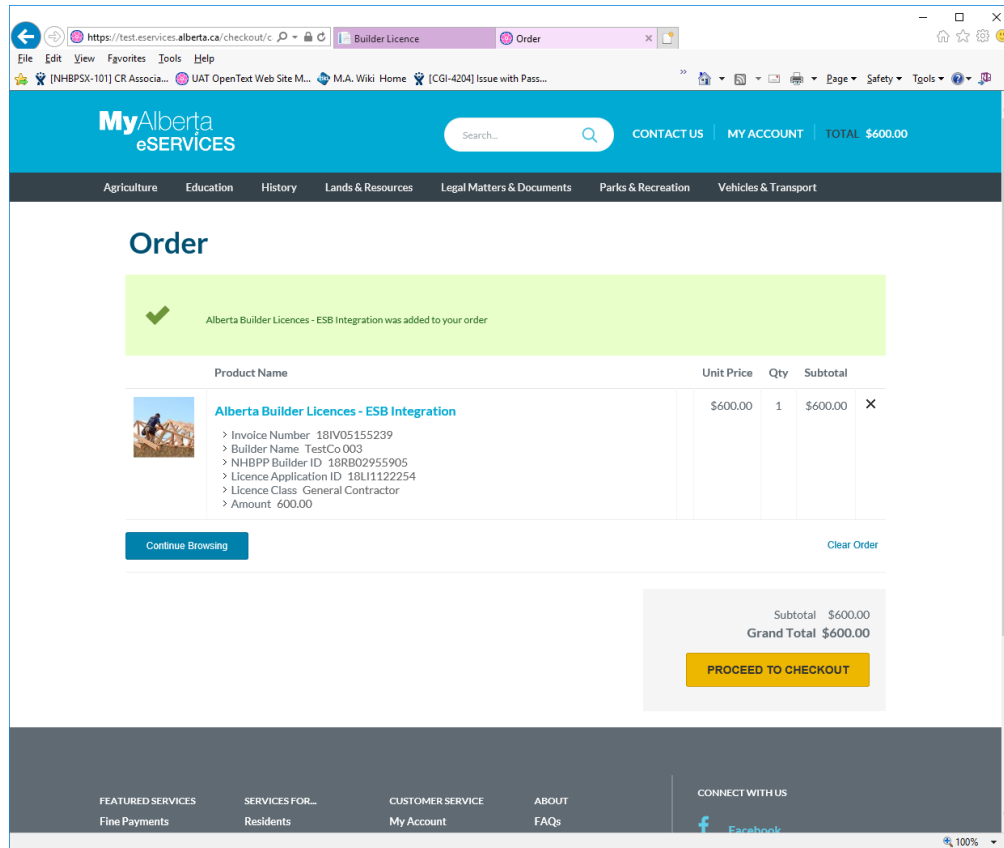 https://test.eservices.alberta.ca/checkout/c
Builder Licence
Order
File Edit View Favorites Tools Help
[NHBPSX-101] CR Associa... UAT OpenText Web Site M... M.A. Wiki Home [CGI-4204] Issue with Pass... » Page Safety Tools
MyAlberta
eSERVICES
Search...
CONTACT US MY ACCOUNT TOTAL $600.00
Agriculture Education History Lands & Resources Legal Matters & Documents Parks & Recreation Vehicles & Transport
Order
Alberta Builder Licences - ESB Integration was added to your order
Product Name Unit Price Qty Subtotal
Alberta Builder Licences - ESB Integration $600.00 1 $600.00
> Invoice Number 18IV05155239
> Builder Name TestCo 003
> NHBPP Builder ID 18RB02955905
> Licence Application ID 18LI1122254
> Licence Class General Contractor
> Amount 600.00
Continue Browsing Clear Order
Subtotal $600.00
Grand Total $600.00
PROCEED TO CHECKOUT
FEATURED SERVICES SERVICES FOR... CUSTOMER SERVICE ABOUT CONNECT WITH US
Fine Payments Residents My Account FAQs Facebook
100%